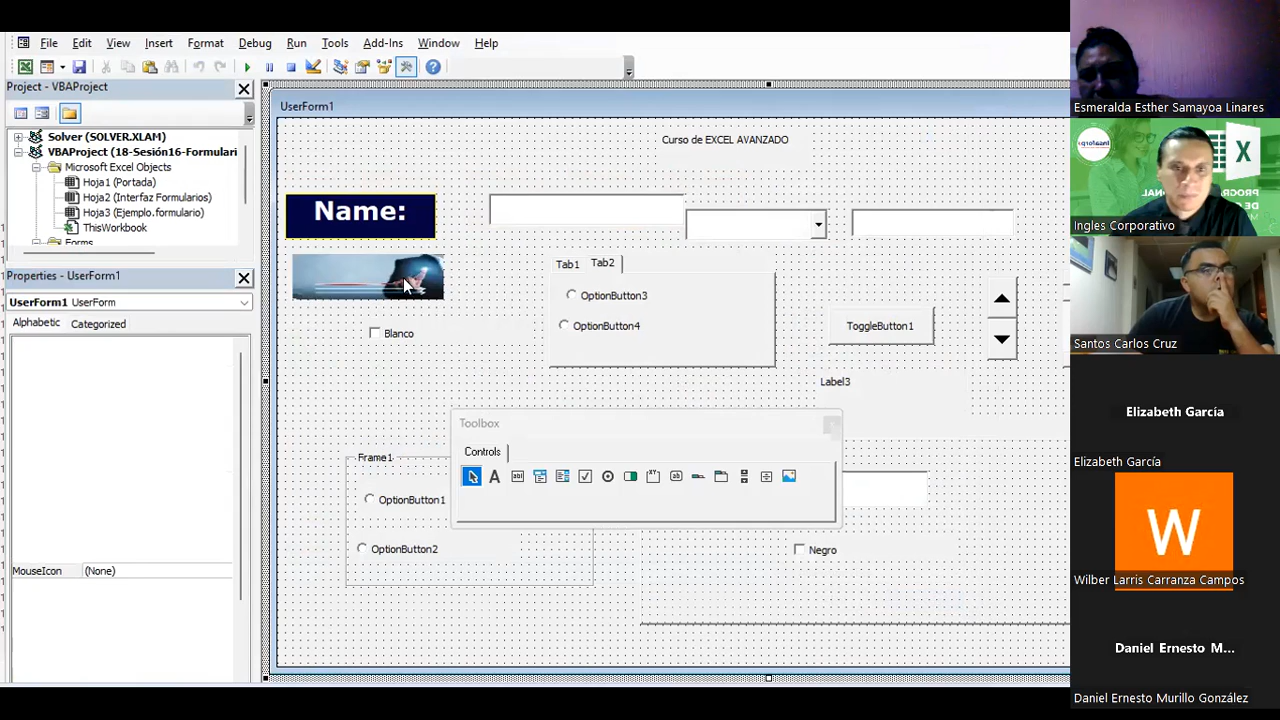 File Edit View Insert Format Debug Run Tools Add-Ins Window Help
Project - VBAProject
Solver (SOLVER.XLAM)
VBAProject (18-Sesión16-Formulari
Microsoft Excel Objects
Hoja1 (Portada)
Hoja2 (Interfaz Formularios)
Hoja3 (Ejemplo.formulario)
ThisWorkbook
Forms
Properties - UserForm1
UserForm1 UserForm
Alphabetic Categorized
MouseIcon (None)
UserForm1
Curso de EXCEL AVANZADO
Name:
Blanco
Tab1 Tab2
OptionButton3
OptionButton4
ToggleButton1
Label3
Toolbox
Controls
Frame1
OptionButton1
OptionButton2
Negro
Esmeralda Esther Samayoa Linares
Ingles Corporativo
Santos Carlos Cruz
Elizabeth García
Elizabeth García
W
Wilber Larris Carranza Campos
Daniel Ernesto M...
Daniel Ernesto Murillo González